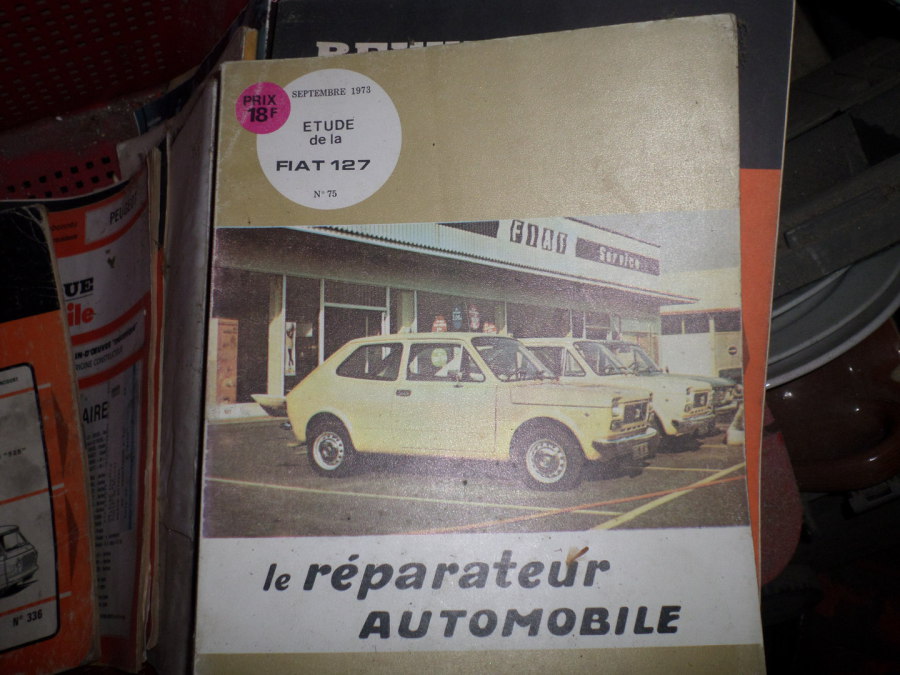 PRIX
18F
SEPTEMBRE 1973
ETUDE
de la
FIAT 127
N° 75
FIAT
service
le réparateur
AUTOMOBILE
PEUGEOT
UE
ile
AIRE
N° 336